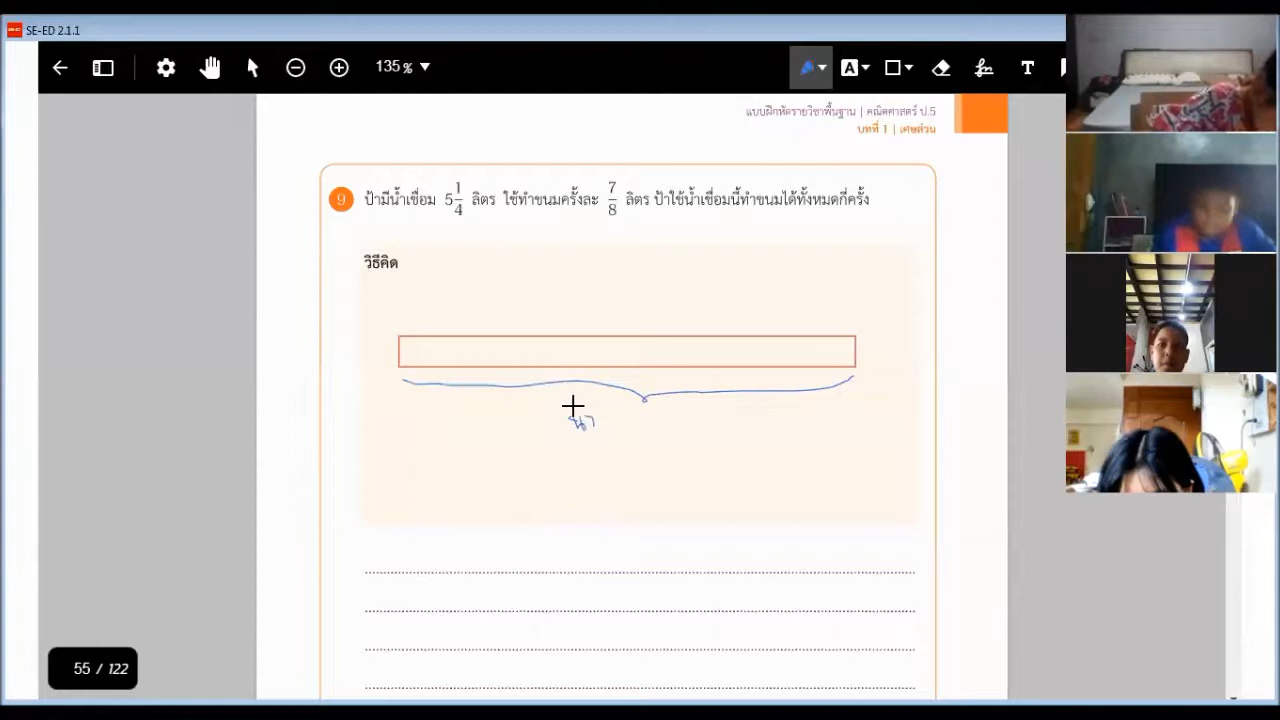 SE-ED 2.1.1
135 %
A
T
แบบฝึกหัดรายวิชาพื้นฐาน | คณิตศาสตร์ ป.5
บทที่ 1 | เศษส่วน
9 ป้ามีน้ำเชื่อม 5 1/4 ลิตร ใช้ทำขนมครั้งละ 7/8 ลิตร ป้าใช้น้ำเชื่อมนี้ทำขนมได้ทั้งหมดกี่ครั้ง
วิธีคิด
55 / 122